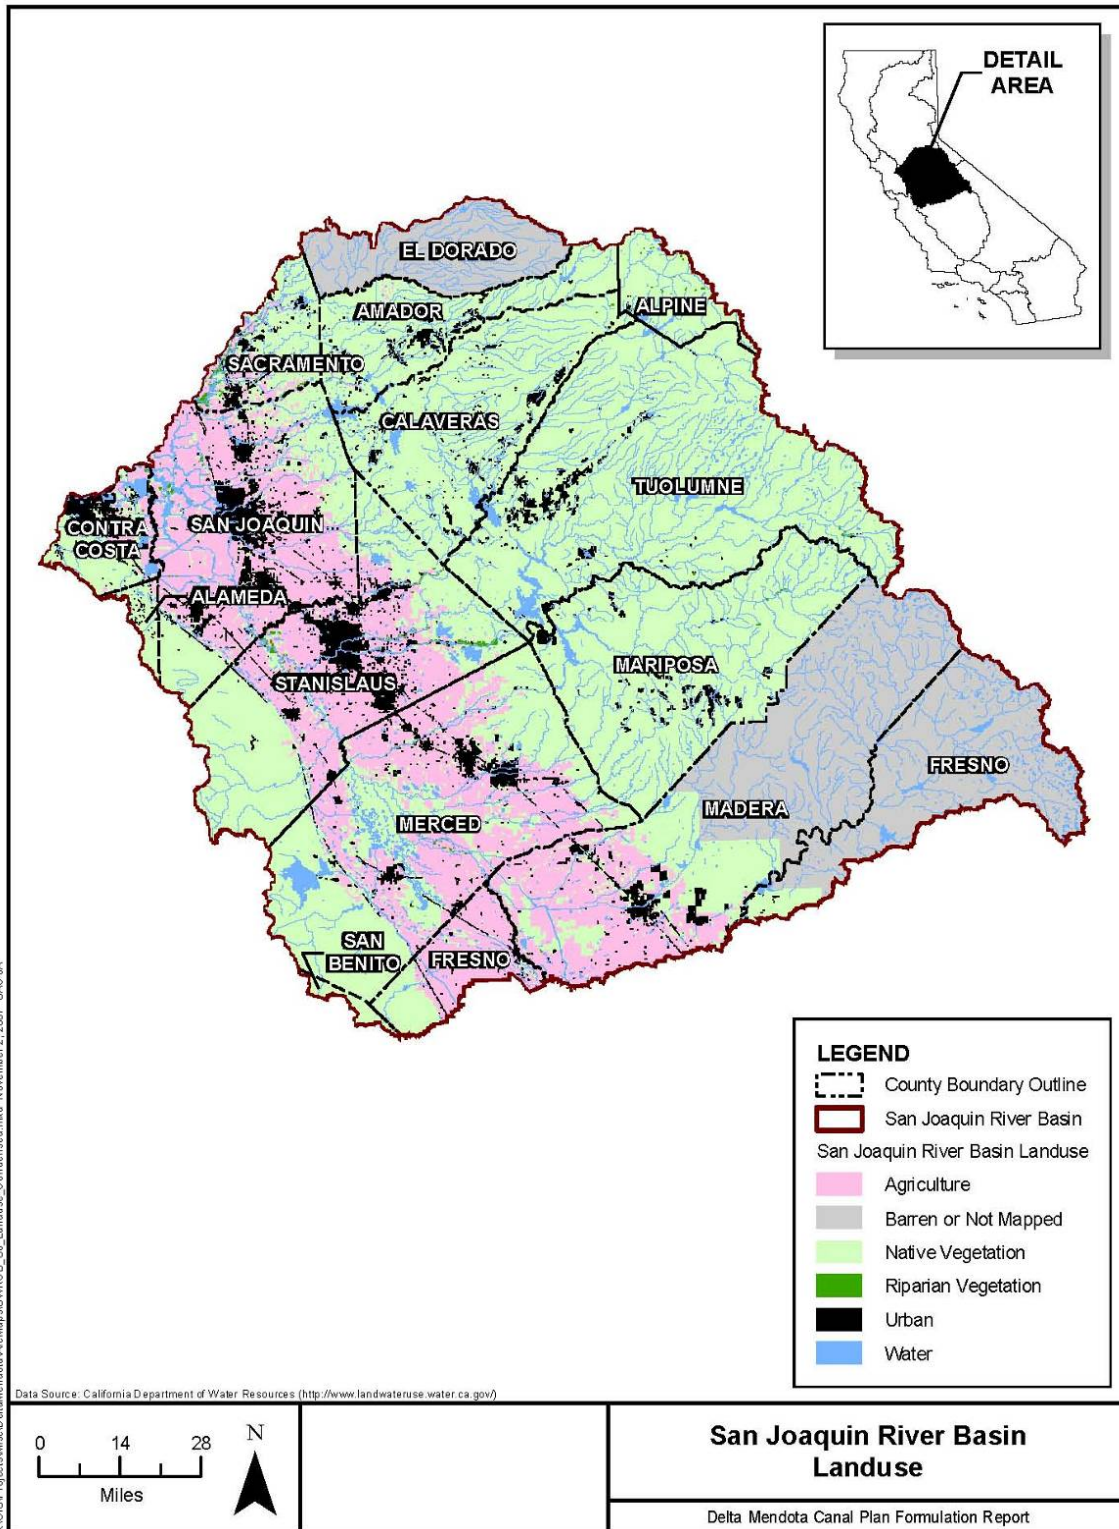 DETAIL
AREA
EL DORADO
AMADOR
ALPINE
SACRAMENTO
CALAVERAS
TUOLUMNE
CONTRA
COSTA
SAN JOAQUIN
ALAMEDA
STANISLAUS
MARIPOSA
FRESNO
MADERA
MERCED
SAN
BENITO
FRESNO
LEGEND
County Boundary Outline
San Joaquin River Basin
San Joaquin River Basin Landuse
Agriculture
Barren or Not Mapped
Native Vegetation
Riparian Vegetation
Urban
Water
Data Source: California Department of Water Resources (http://www.landwateruse.water.ca.gov/)
0 14 28
Miles
N
San Joaquin River Basin
Landuse
Delta Mendota Canal Plan Formulation Report